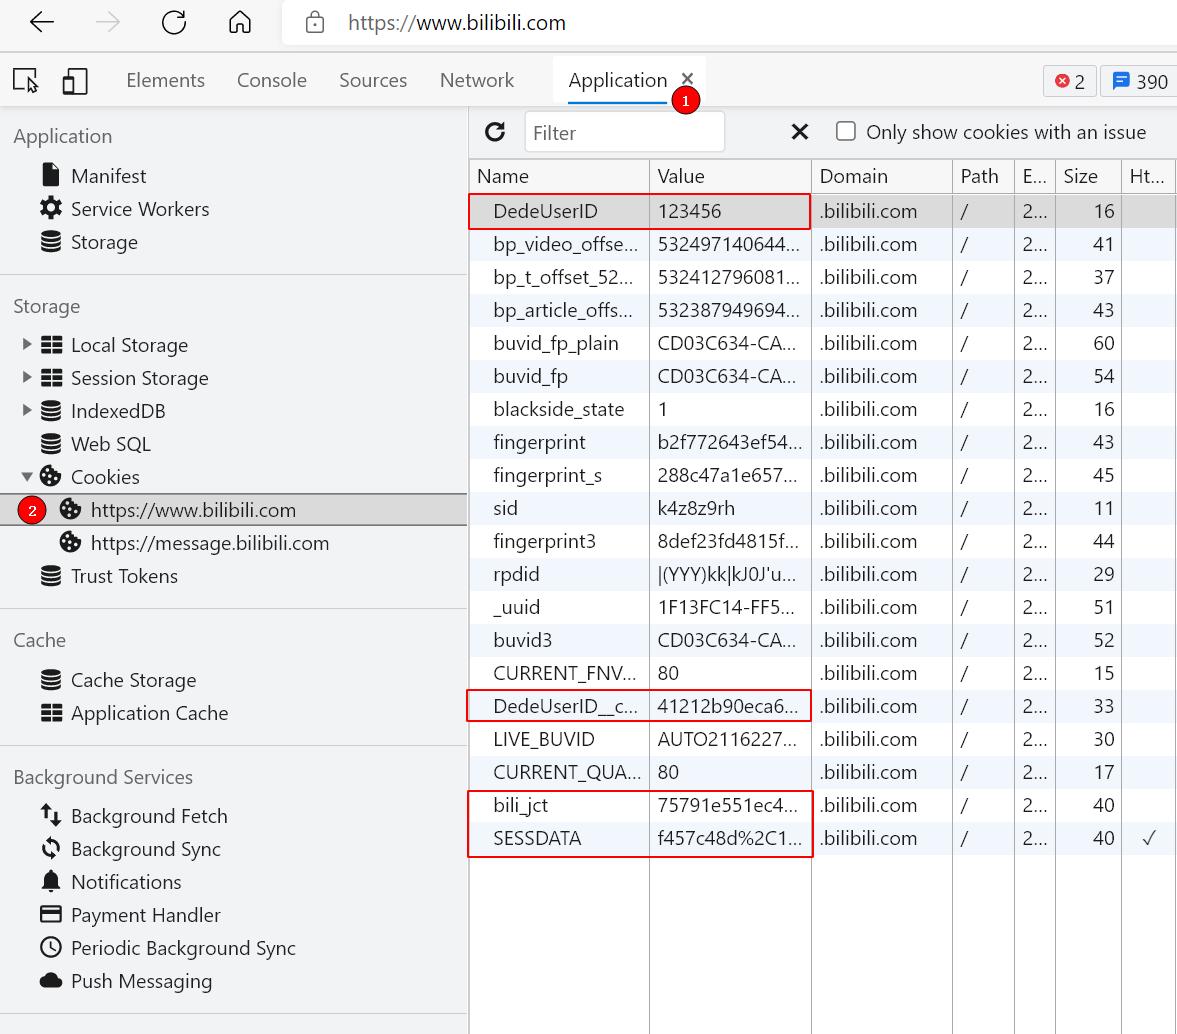 https://www.bilibili.com
Elements Console Sources Network Application 2 390
1
Application
Manifest
Service Workers
Storage
Storage
Local Storage
Session Storage
IndexedDB
Web SQL
Cookies
2 https://www.bilibili.com
https://message.bilibili.com
Trust Tokens
Cache
Cache Storage
Application Cache
Background Services
Background Fetch
Background Sync
Notifications
Payment Handler
Periodic Background Sync
Push Messaging
Filter Only show cookies with an issue
Name Value Domain Path E... Size Ht...
DedeUserID 123456 .bilibili.com / 2... 16
bp_video_offse... 532497140644... .bilibili.com / 2... 41
bp_t_offset_52... 532412796081... .bilibili.com / 2... 37
bp_article_offs... 532387949694... .bilibili.com / 2... 43
buvid_fp_plain CD03C634-CA... .bilibili.com / 2... 60
buvid_fp CD03C634-CA... .bilibili.com / 2... 54
blackside_state 1 .bilibili.com / 2... 16
fingerprint b2f772643ef54... .bilibili.com / 2... 43
fingerprint_s 288c47a1e657... .bilibili.com / 2... 45
sid k4z8z9rh .bilibili.com / 2... 11
fingerprint3 8def23fd4815f... .bilibili.com / 2... 44
rpdid |(YYY)kk|kJ0J'u... .bilibili.com / 2... 29
_uuid 1F13FC14-FF5... .bilibili.com / 2... 51
buvid3 CD03C634-CA... .bilibili.com / 2... 52
CURRENT_FNV... 80 .bilibili.com / 2... 15
DedeUserID__c... 41212b90eca6... .bilibili.com / 2... 33
LIVE_BUVID AUTO2116227... .bilibili.com / 2... 30
CURRENT_QUA... 80 .bilibili.com / 2... 17
bili_jct 75791e551ec4... .bilibili.com / 2... 40
SESSDATA f457c48d%2C1... .bilibili.com / 2... 40 ✓